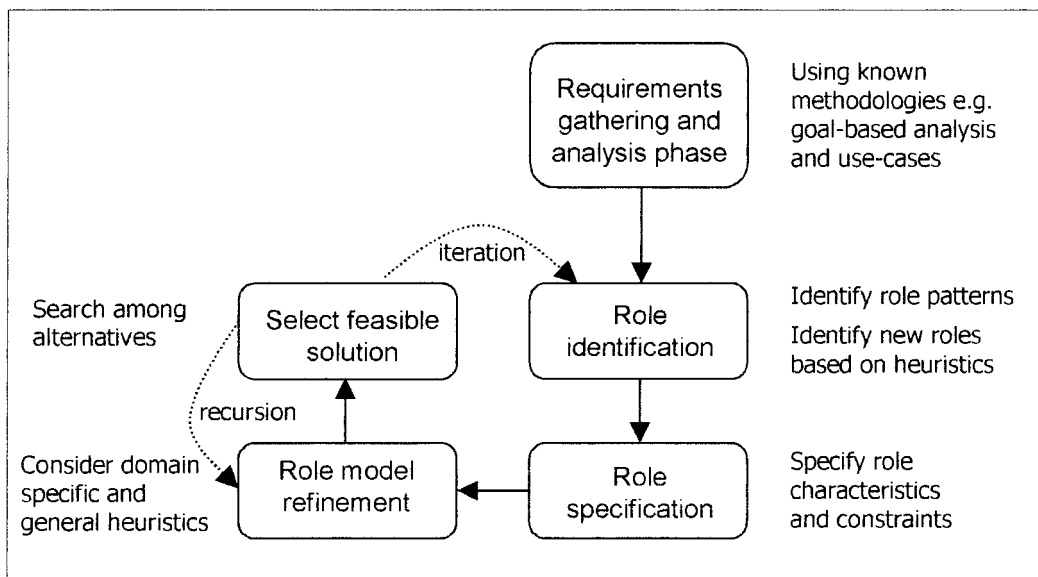 Requirements
gathering and
analysis phase
Using known
methodologies e.g.
goal-based analysis
and use-cases
iteration
Search among
alternatives
Select feasible
solution
Role
identification
Identify role patterns
Identify new roles
based on heuristics
recursion
Consider domain
specific and
general heuristics
Role model
refinement
Role
specification
Specify role
characteristics
and constraints